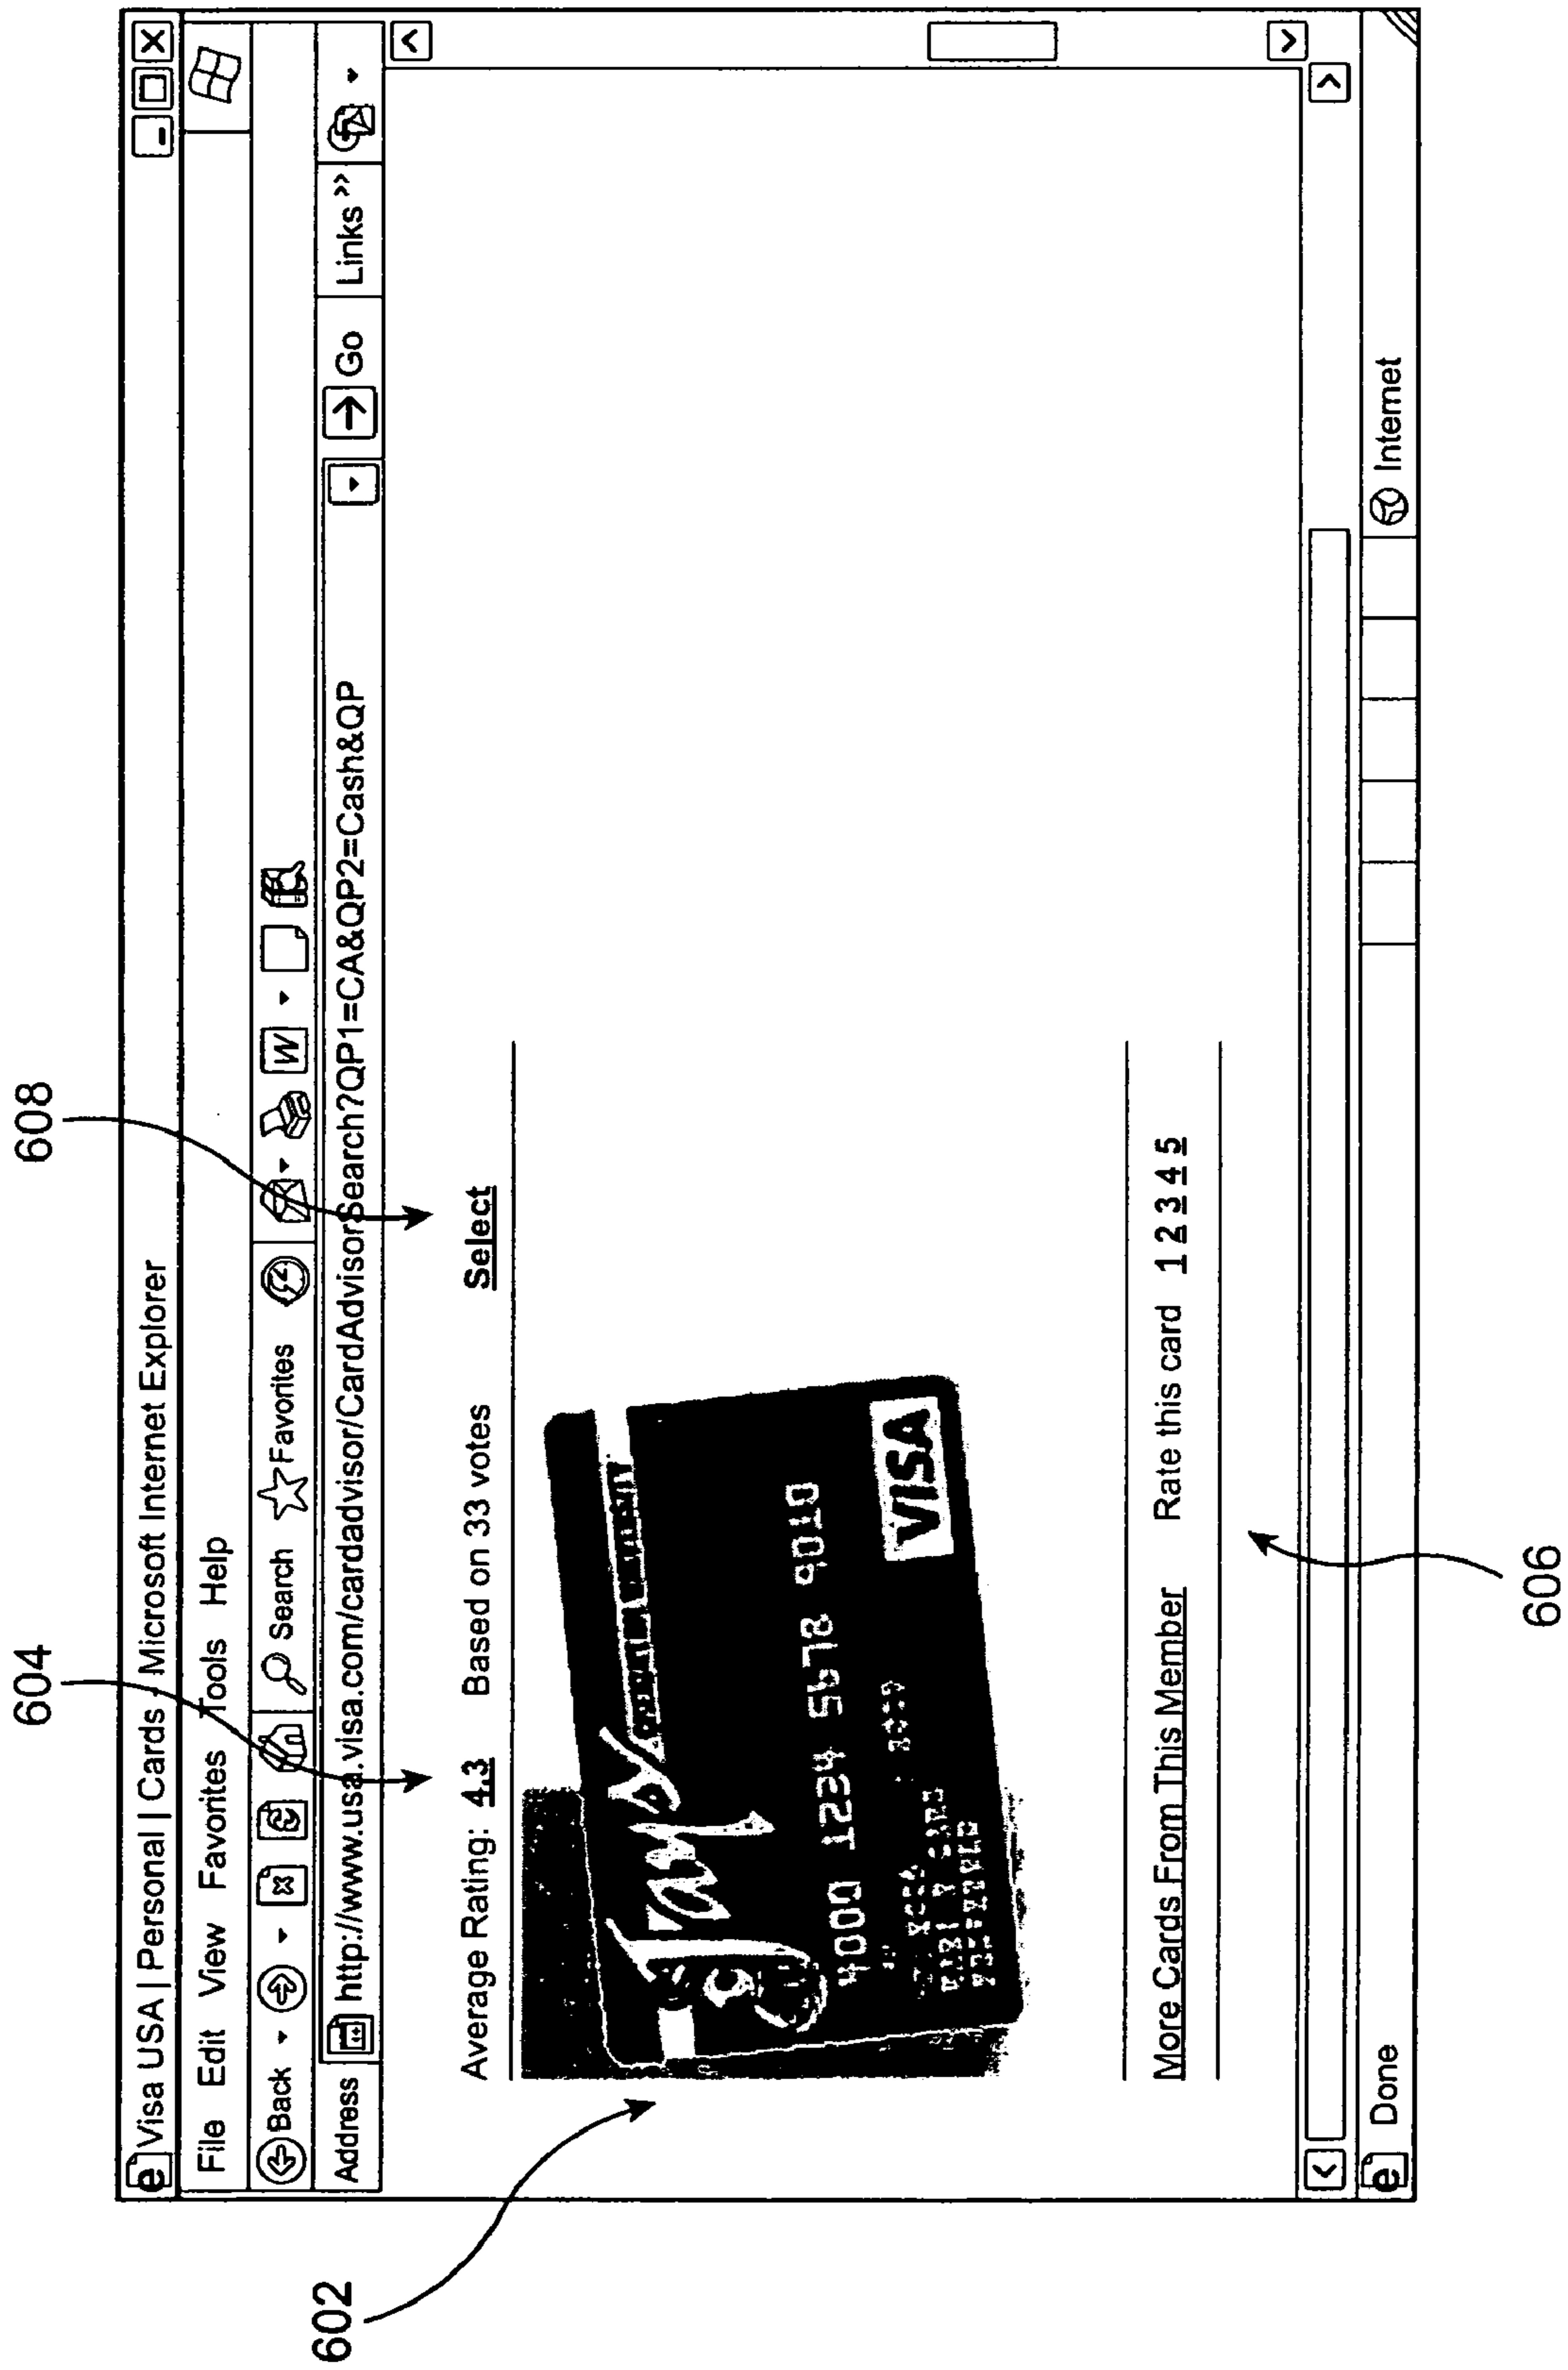 608
604
Visa USA | Personal | Cards - Microsoft Internet Explorer
File Edit View Favorites Tools Help
Back Search Favorites W
Address http://www.usa.visa.com/cardadvisor/CardAdvisorSearch?QP1=CA&QP2=Cash&QP Go Links >>
Average Rating: 4.3 Based on 33 votes Select
4000 1234 5678 9010
VISA
602
More Cards From This Member Rate this card 1 2 3 4 5
Done Internet
606